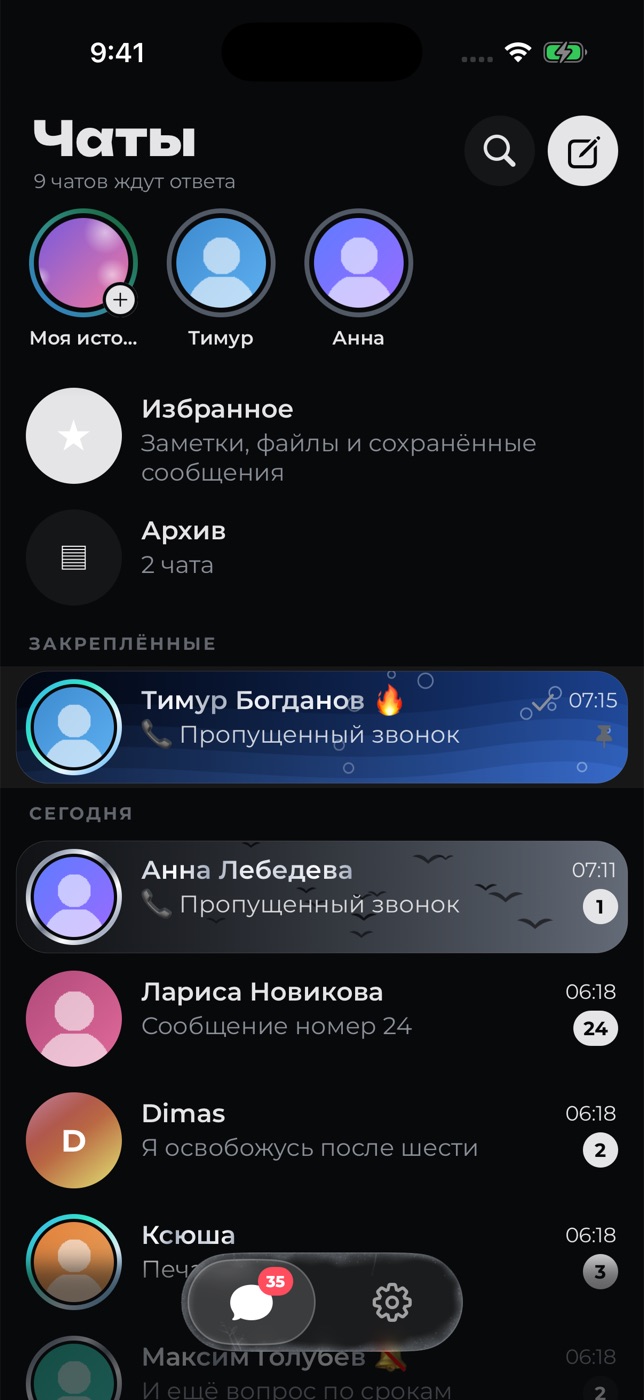 9:41
Чаты
9 чатов ждут ответа
Моя исто...
Тимур
Анна
Избранное
Заметки, файлы и сохранённые
сообщения
Архив
2 чата
ЗАКРЕПЛЁННЫЕ
Тимур Богданов 🔥 07:15
📞 Пропущенный звонок
СЕГОДНЯ
Анна Лебедева 07:11
📞 Пропущенный звонок 1
Лариса Новикова 06:18
Сообщение номер 24 24
D
Dimas 06:18
Я освобожусь после шести 2
Ксюша 06:18
Печа 3
35
Максим Голубев 06:18
И ещё вопрос по срокам 2